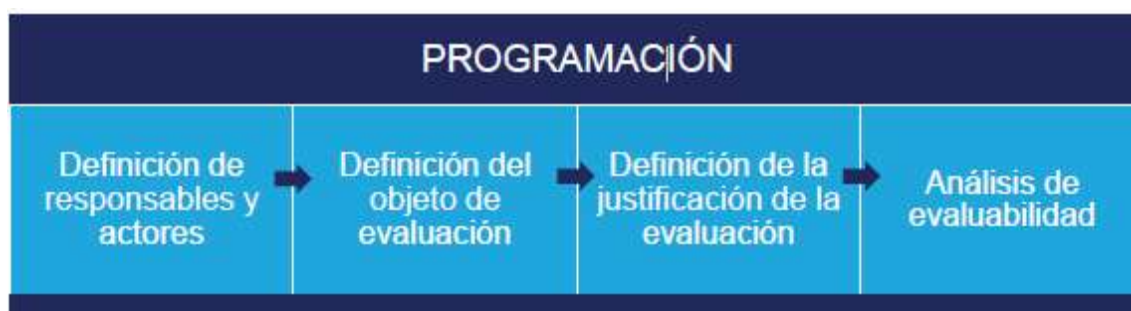 PROGRAMACIÓN
Definición de
responsables y
actores
Definición del
objeto de
evaluación
Definición de la
justificación de la
evaluación
Análisis de
evaluabilidad